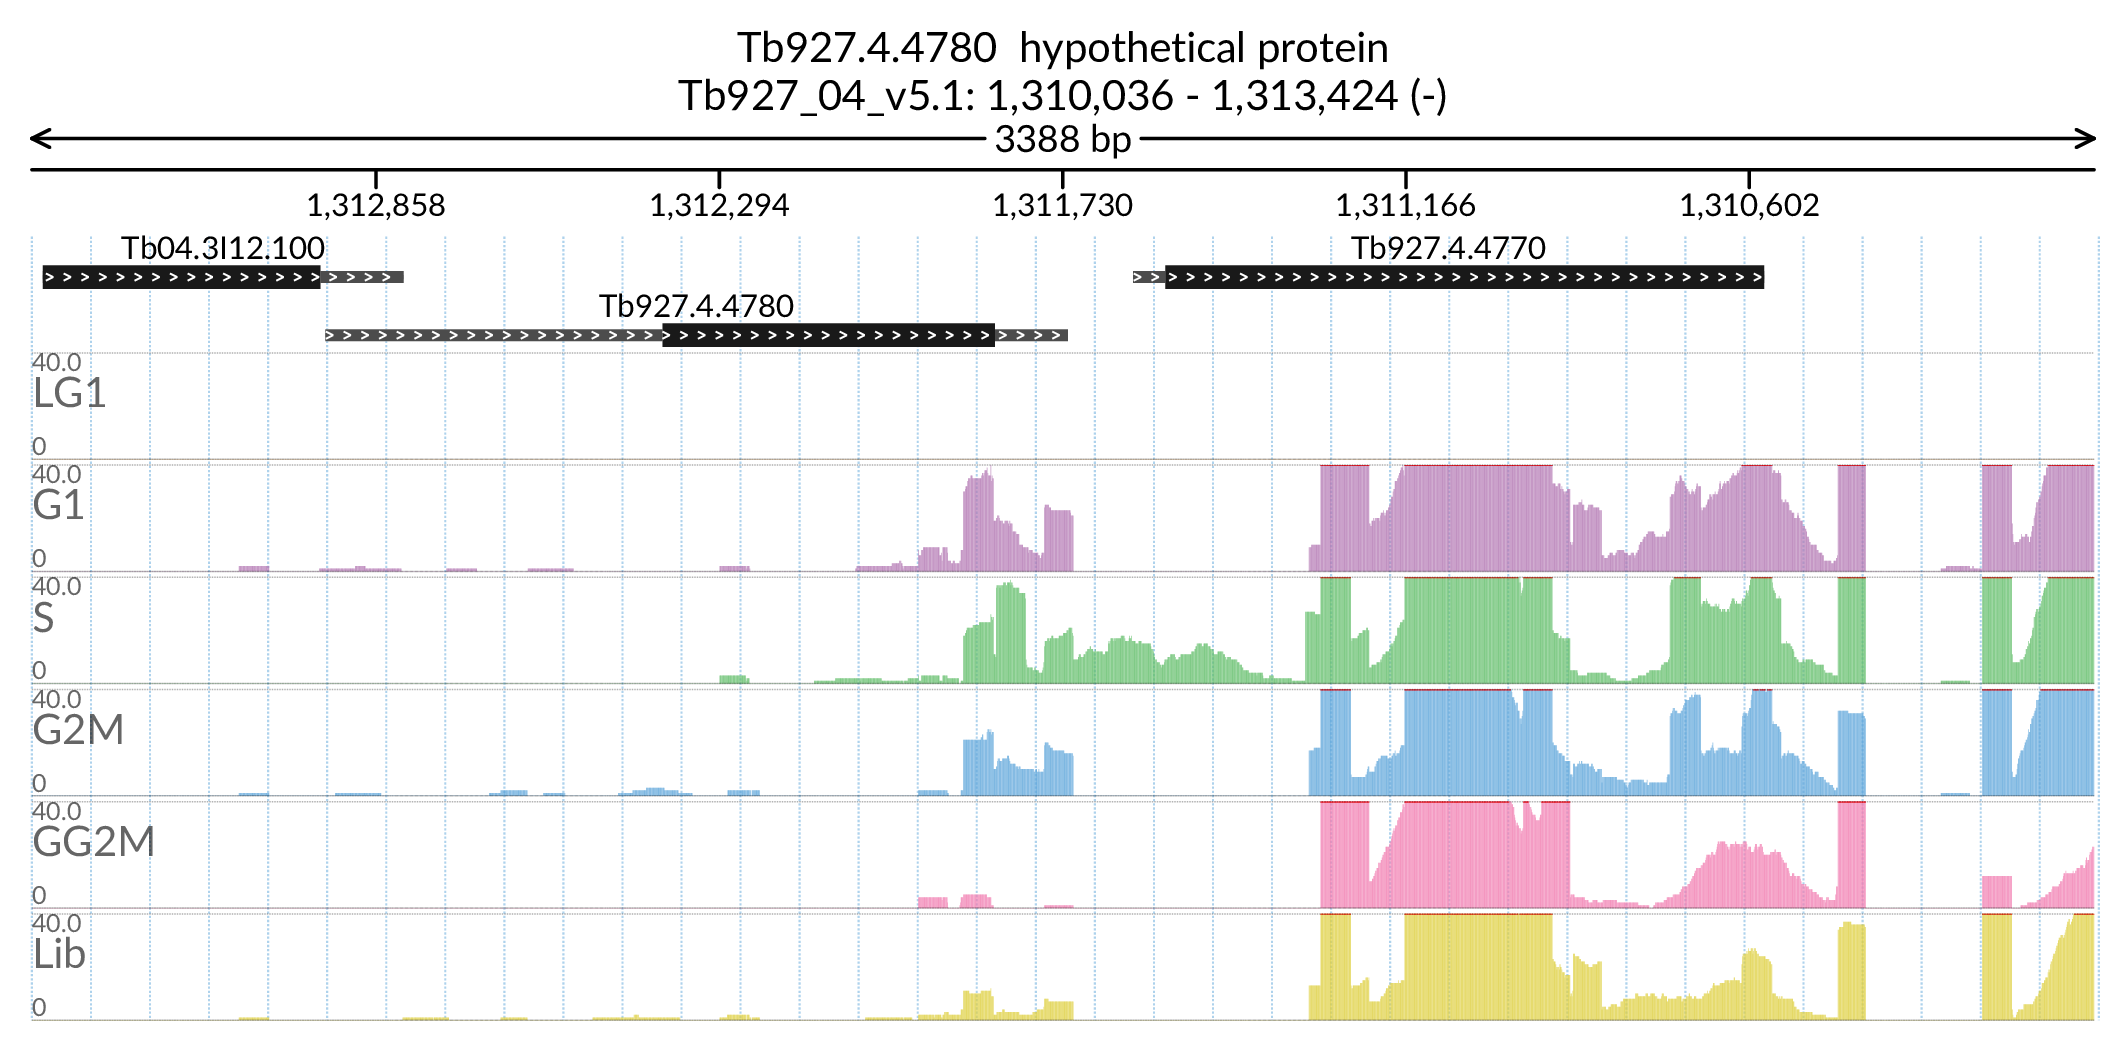 Tb927.4.4780 hypothetical protein
Tb927_04_v5.1: 1,310,036 - 1,313,424 (-)
3388 bp
1,312,858 1,312,294 1,311,730 1,311,166 1,310,602
Tb04.3I12.100 Tb927.4.4770
Tb927.4.4780
40.0
LG1
0
40.0
G1
0
40.0
S
0
40.0
G2M
0
40.0
GG2M
0
40.0
Lib
0